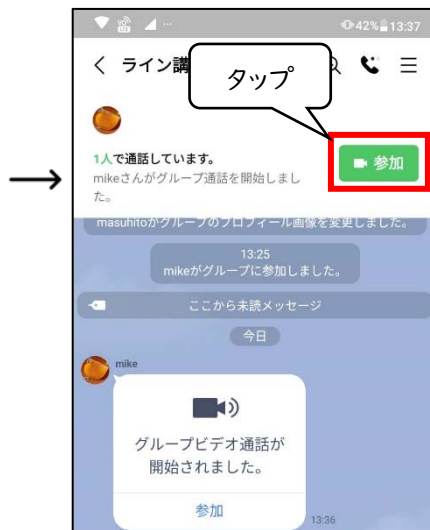 42% 13:37
ライン講
タップ
1人で通話しています。
mikeさんがグループ通話を開始しまし
た。
参加
masuhitoがグループのプロフィール画像を変更しました。
13:25
mikeがグループに参加しました。
ここから未読メッセージ
今日
mike
グループビデオ通話が
開始されました。
参加
13:36